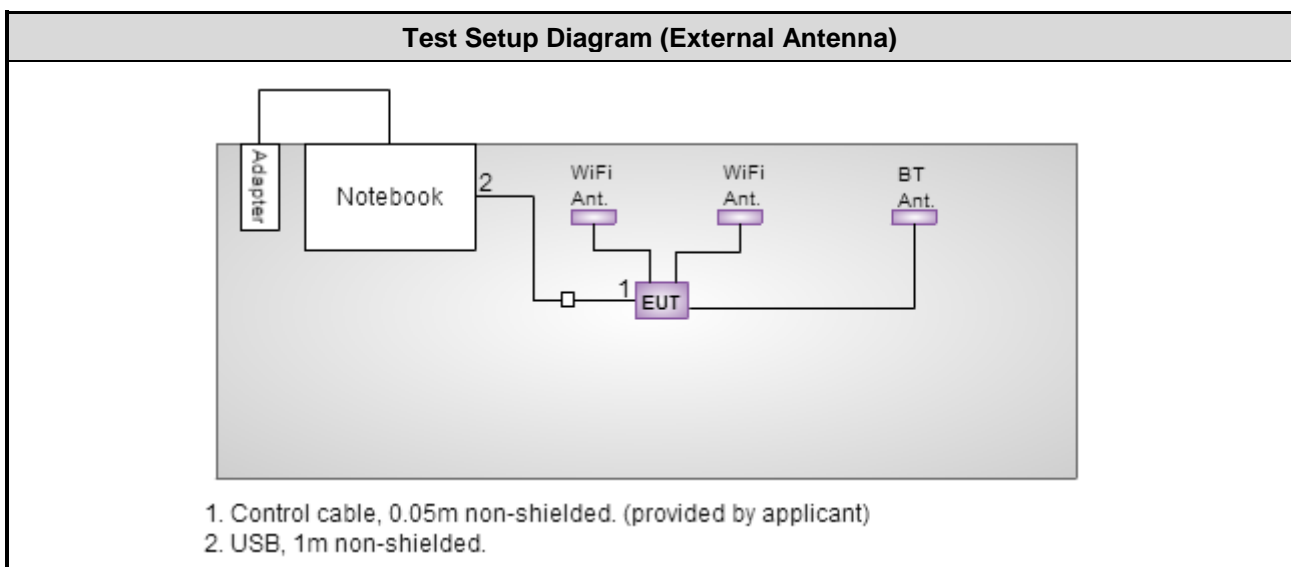 Test Setup Diagram (External Antenna)
Adapter
Notebook
2
WiFi
Ant.
WiFi
Ant.
BT
Ant.
1
EUT
1. Control cable, 0.05m non-shielded. (provided by applicant)
2. USB, 1m non-shielded.